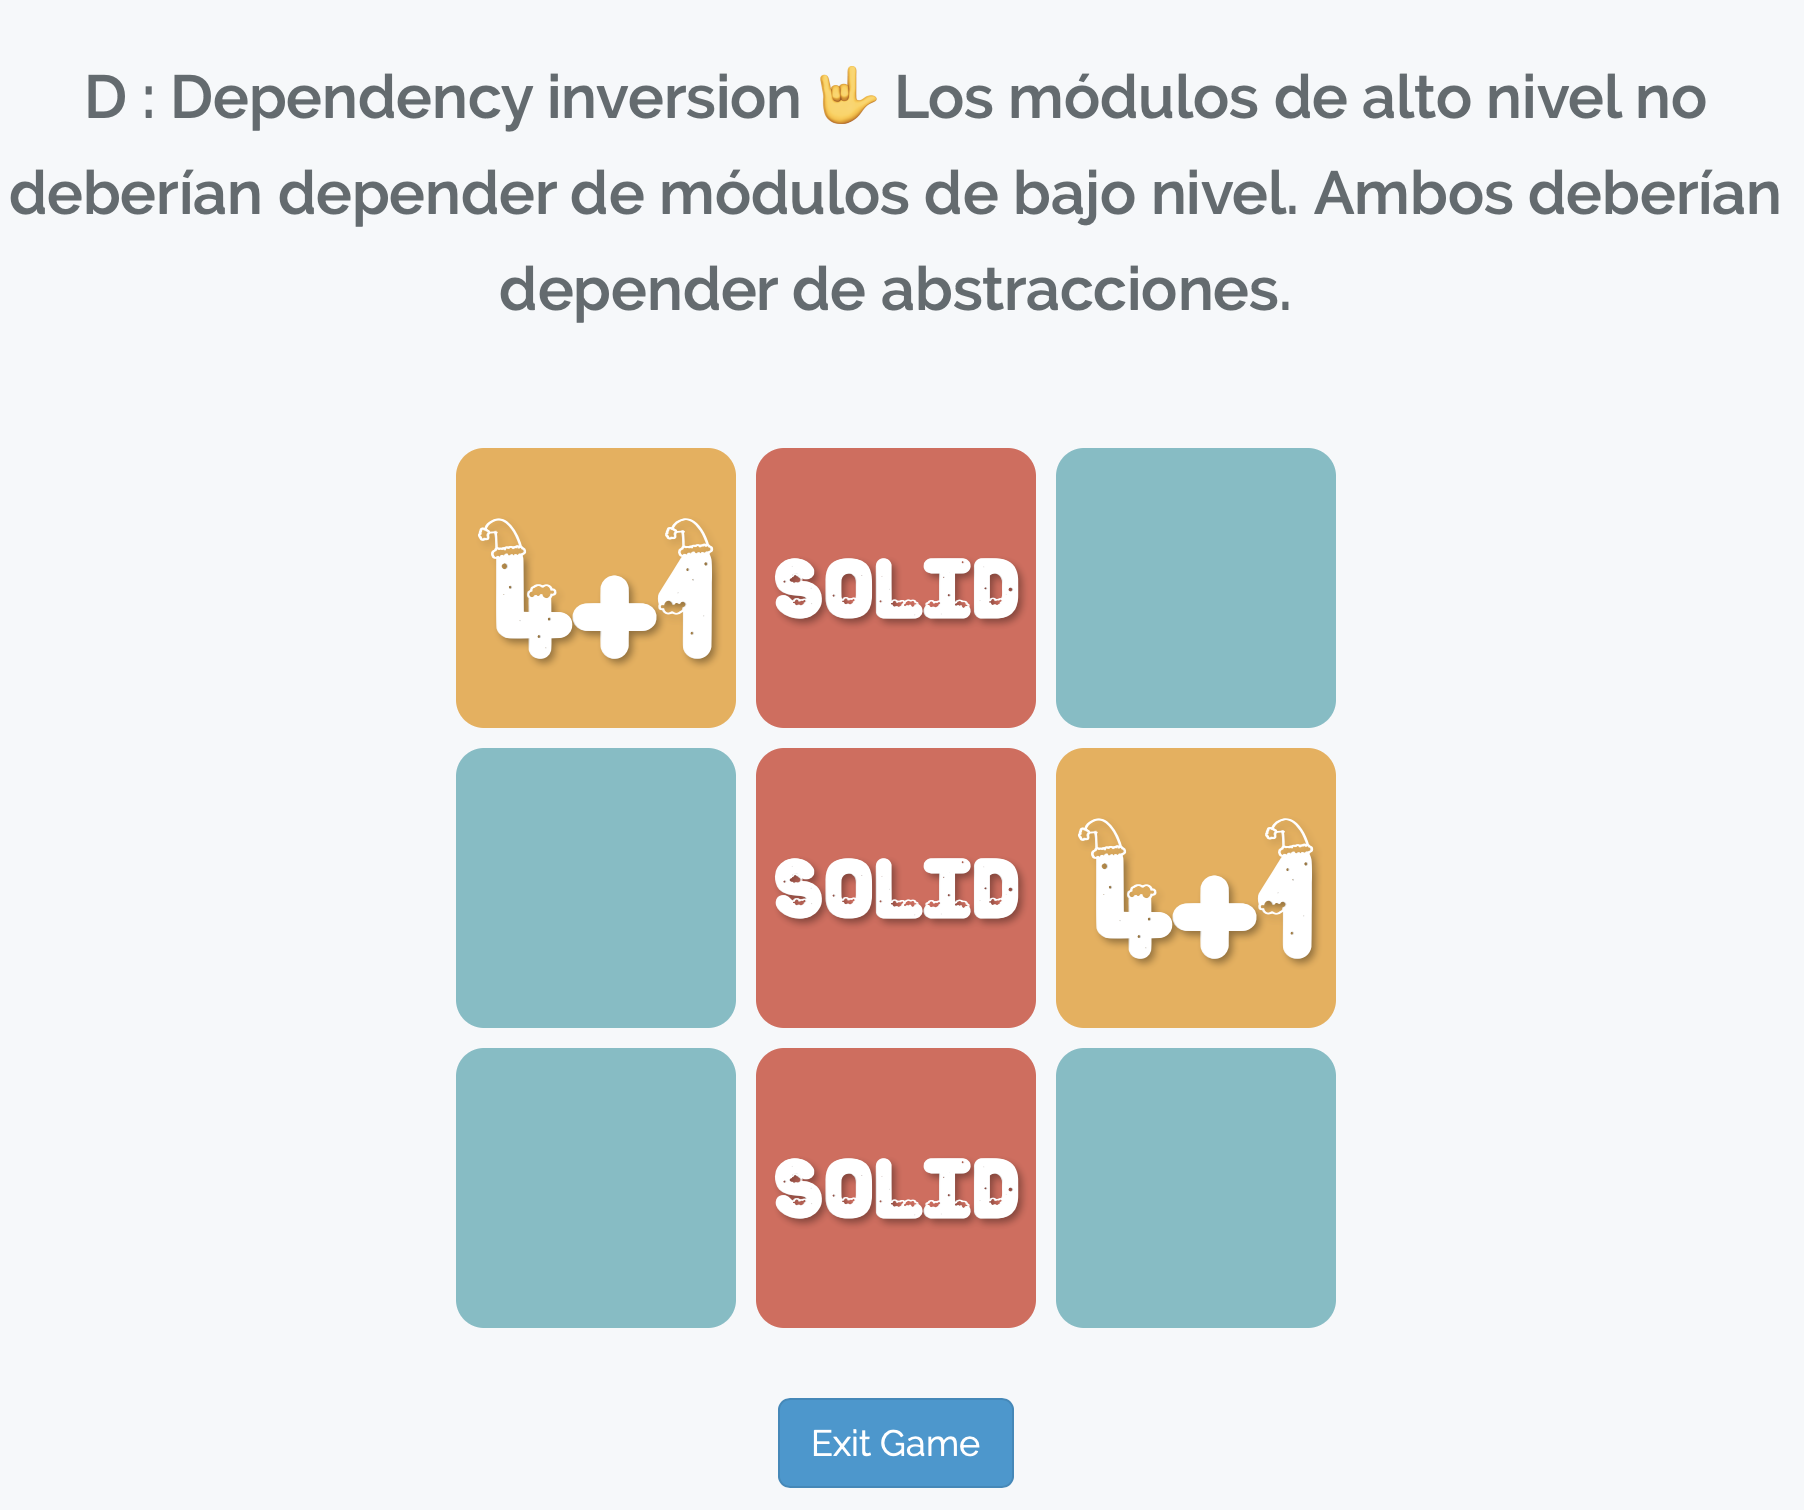 D : Dependency inversion 🤟 Los módulos de alto nivel no
deberían depender de módulos de bajo nivel. Ambos deberían
depender de abstracciones.
4+1 SOLID
SOLID 4+1
SOLID
Exit Game